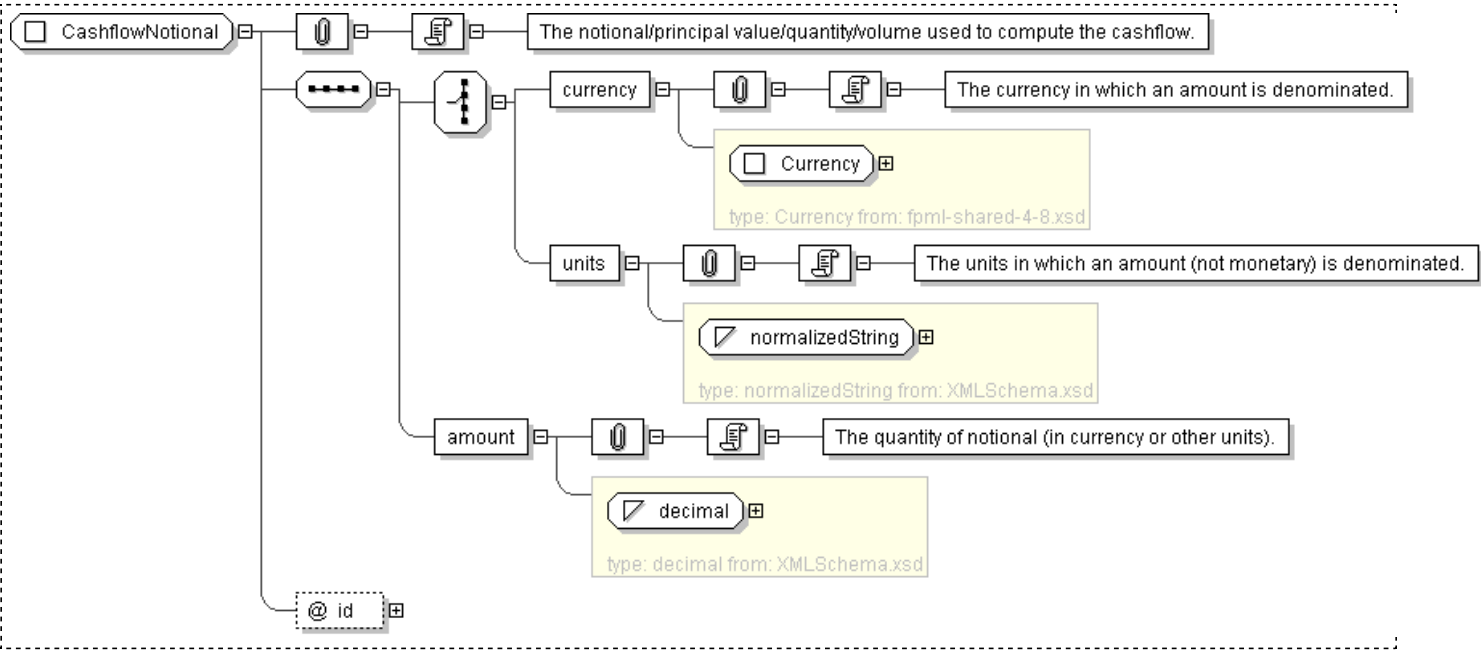 CashflowNotional
The notional/principal value/quantity/volume used to compute the cashflow.
currency
The currency in which an amount is denominated.
Currency
type: Currency from: fpml-shared-4-8.xsd
units
The units in which an amount (not monetary) is denominated.
normalizedString
type: normalizedString from: XMLSchema.xsd
amount
The quantity of notional (in currency or other units).
decimal
type: decimal from: XMLSchema.xsd
@ id